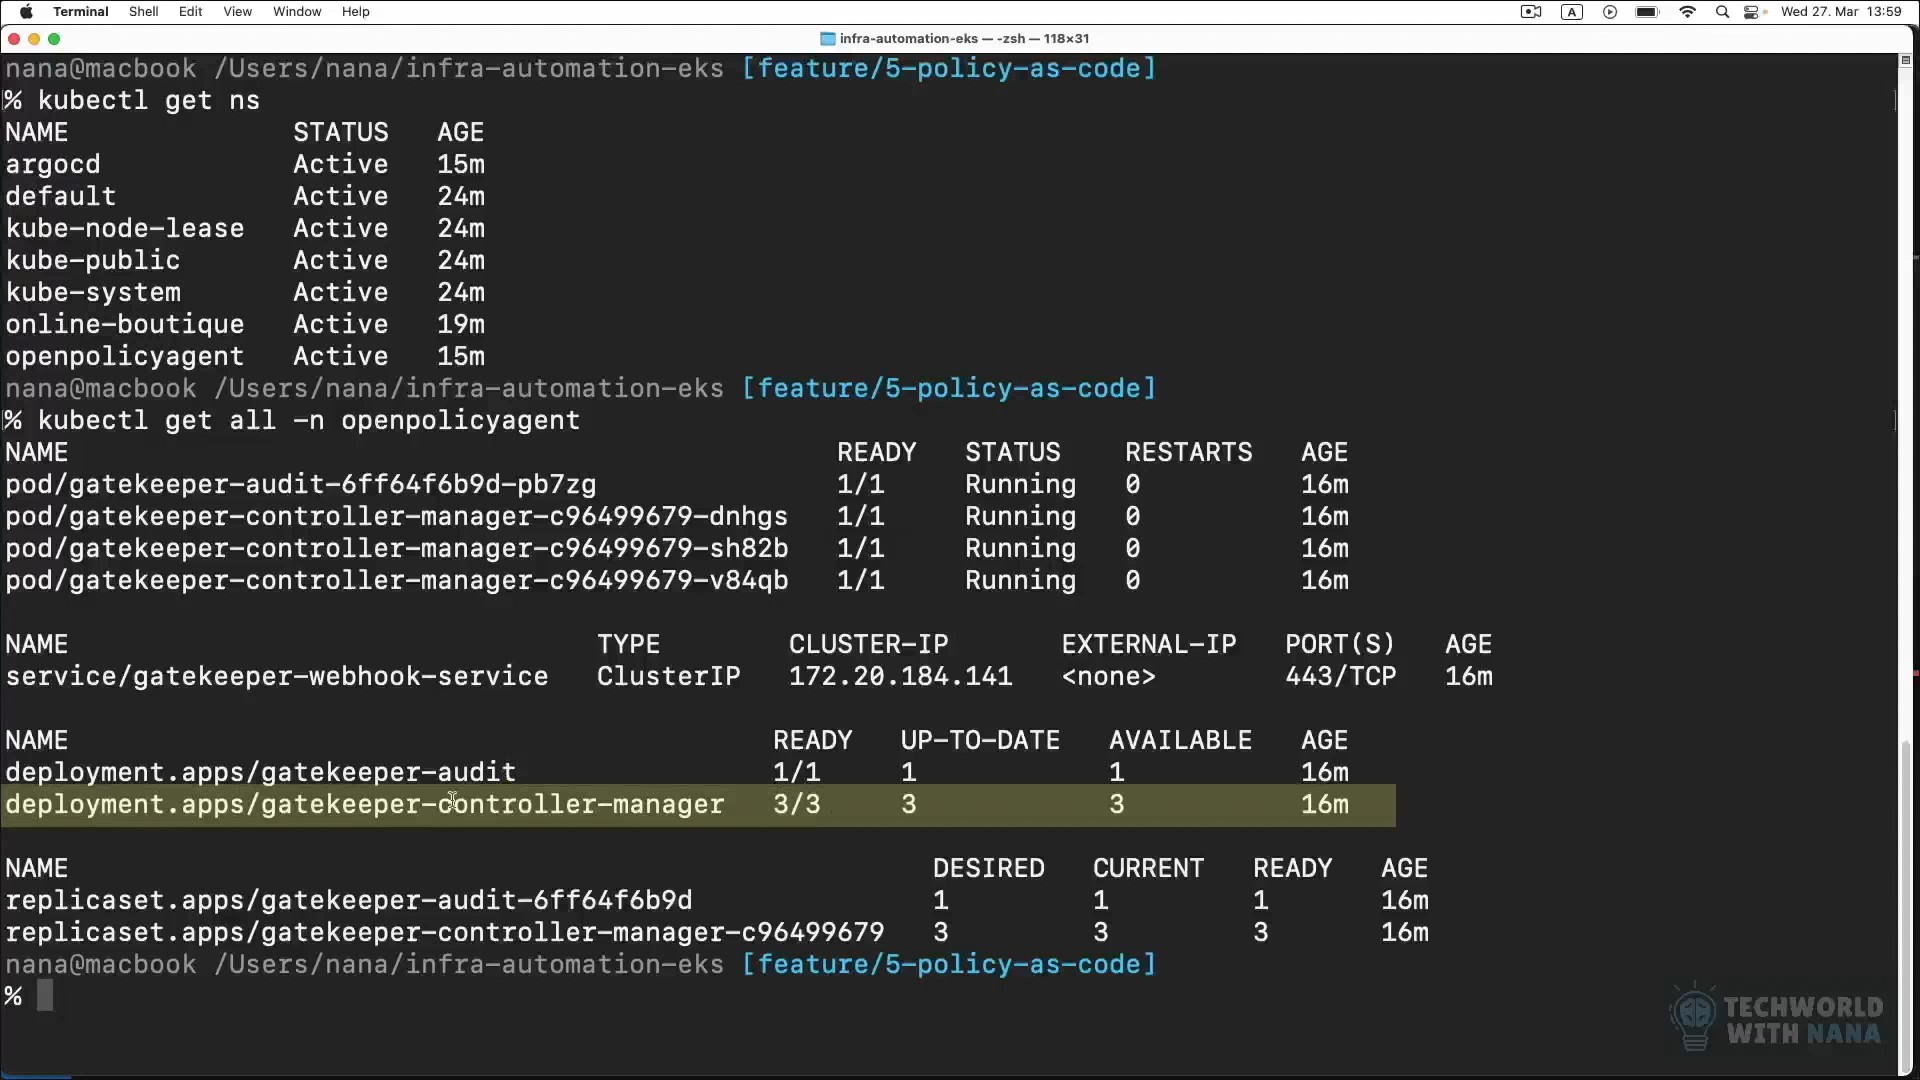 Terminal Shell Edit View Window Help A Wed 27. Mar 13:59
infra-automation-eks — -zsh — 118×31
nana@macbook /Users/nana/infra-automation-eks [feature/5-policy-as-code]
% kubectl get ns
NAME STATUS AGE
argocd Active 15m
default Active 24m
kube-node-lease Active 24m
kube-public Active 24m
kube-system Active 24m
online-boutique Active 19m
openpolicyagent Active 15m
nana@macbook /Users/nana/infra-automation-eks [feature/5-policy-as-code]
% kubectl get all -n openpolicyagent
NAME READY STATUS RESTARTS AGE
pod/gatekeeper-audit-6ff64f6b9d-pb7zg 1/1 Running 0 16m
pod/gatekeeper-controller-manager-c96499679-dnhgs 1/1 Running 0 16m
pod/gatekeeper-controller-manager-c96499679-sh82b 1/1 Running 0 16m
pod/gatekeeper-controller-manager-c96499679-v84qb 1/1 Running 0 16m
NAME TYPE CLUSTER-IP EXTERNAL-IP PORT(S) AGE
service/gatekeeper-webhook-service ClusterIP 172.20.184.141 <none> 443/TCP 16m
NAME READY UP-TO-DATE AVAILABLE AGE
deployment.apps/gatekeeper-audit 1/1 1 1 16m
deployment.apps/gatekeeper-controller-manager 3/3 3 3 16m
NAME DESIRED CURRENT READY AGE
replicaset.apps/gatekeeper-audit-6ff64f6b9d 1 1 1 16m
replicaset.apps/gatekeeper-controller-manager-c96499679 3 3 3 16m
nana@macbook /Users/nana/infra-automation-eks [feature/5-policy-as-code]
%
TECHWORLD
WITH NANA